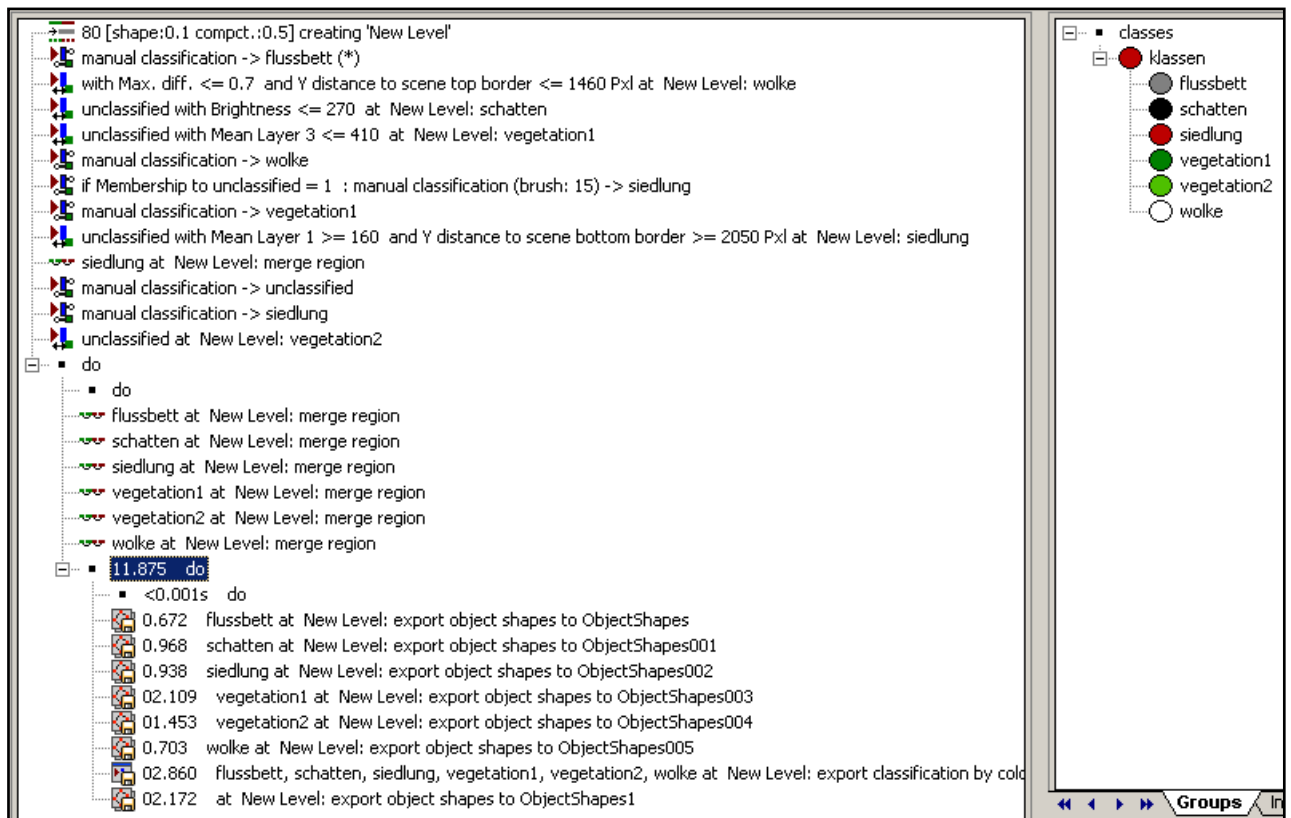 80 [shape:0.1 compct.:0.5] creating 'New Level'
manual classification -> flussbett (*)
with Max. diff. <= 0.7 and Y distance to scene top border <= 1460 Pxl at New Level: wolke
unclassified with Brightness <= 270 at New Level: schatten
unclassified with Mean Layer 3 <= 410 at New Level: vegetation1
manual classification -> wolke
if Membership to unclassified = 1 : manual classification (brush: 15) -> siedlung
manual classification -> vegetation1
unclassified with Mean Layer 1 >= 160 and Y distance to scene bottom border >= 2050 Pxl at New Level: siedlung
siedlung at New Level: merge region
manual classification -> unclassified
manual classification -> siedlung
unclassified at New Level: vegetation2
do
do
flussbett at New Level: merge region
schatten at New Level: merge region
siedlung at New Level: merge region
vegetation1 at New Level: merge region
vegetation2 at New Level: merge region
wolke at New Level: merge region
11.875 do
<0.001s do
0.672 flussbett at New Level: export object shapes to ObjectShapes
0.968 schatten at New Level: export object shapes to ObjectShapes001
0.938 siedlung at New Level: export object shapes to ObjectShapes002
02.109 vegetation1 at New Level: export object shapes to ObjectShapes003
01.453 vegetation2 at New Level: export object shapes to ObjectShapes004
0.703 wolke at New Level: export object shapes to ObjectShapes005
02.860 flussbett, schatten, siedlung, vegetation1, vegetation2, wolke at New Level: export classification by colo
02.172 at New Level: export object shapes to ObjectShapes1
classes
klassen
flussbett
schatten
siedlung
vegetation1
vegetation2
wolke
Groups
In